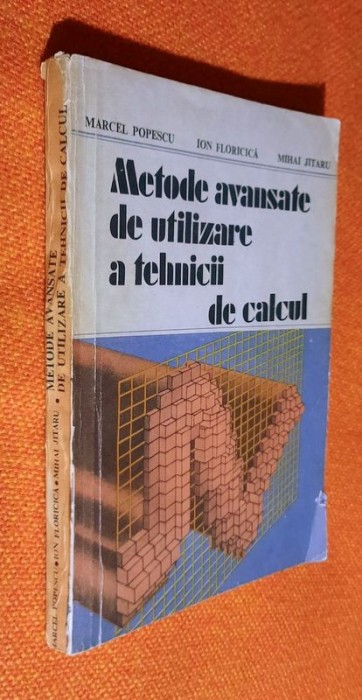 MARCEL POPESCU
ION FLORICICĂ
MIHAI JITARU
Metode avansate
de utilizare
a tehnicii
de calcul
MARCEL POPESCU • ION FLORICICĂ • MIHAI JITARU • METODE AVANSATE
DE UTILIZARE A TEHNICII DE CALCUL